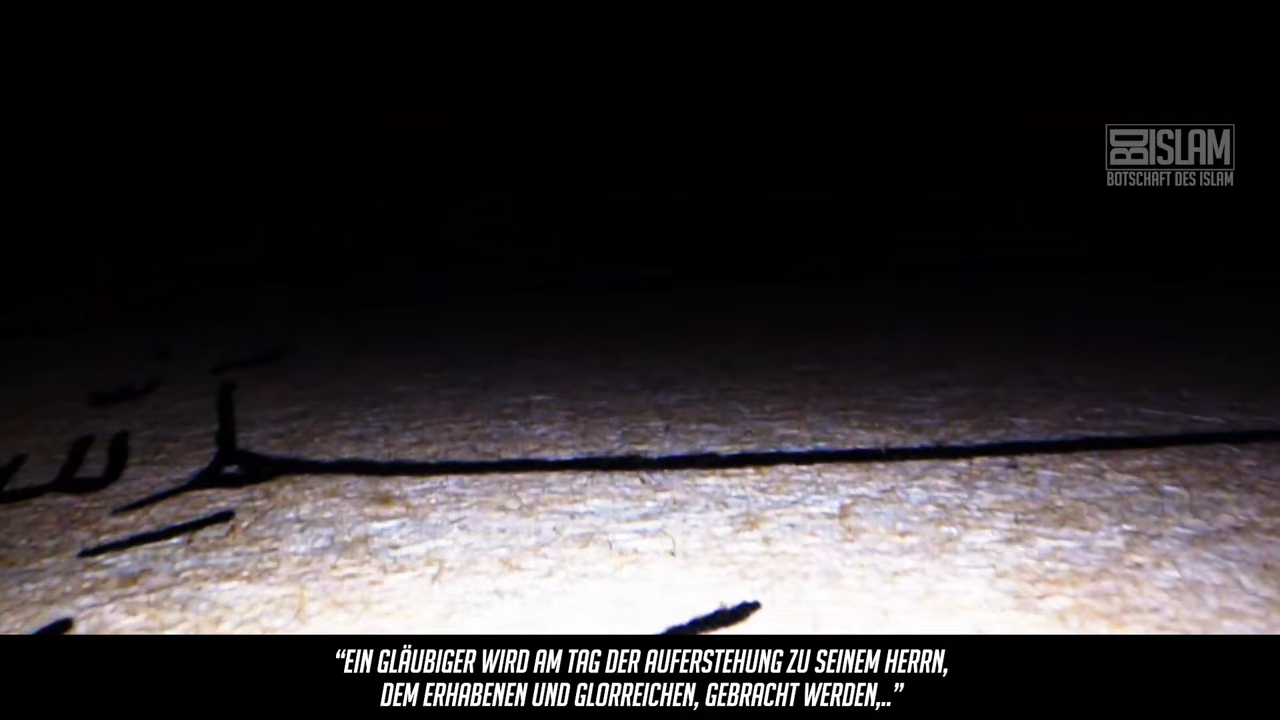 BDISLAM
BOTSCHAFT DES ISLAM
“EIN GLÄUBIGER WIRD AM TAG DER AUFERSTEHUNG ZU SEINEM HERRN,
DEM ERHABENEN UND GLORREICHEN, GEBRACHT WERDEN,..”